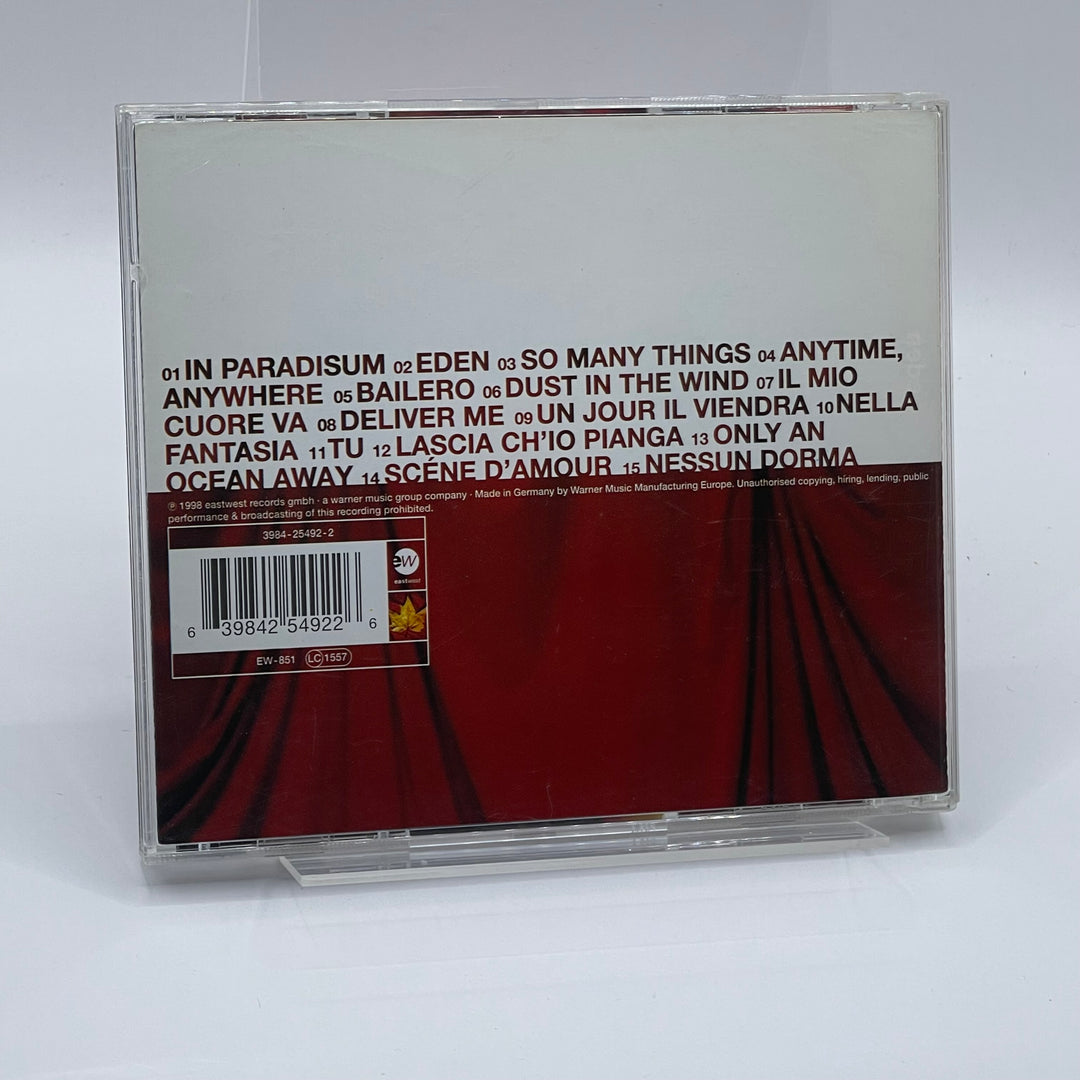 01 IN PARADISUM 02 EDEN 03 SO MANY THINGS 04 ANYTIME,
ANYWHERE 05 BAILERO 06 DUST IN THE WIND 07 IL MIO
CUORE VA 08 DELIVER ME 09 UN JOUR IL VIENDRA 10 NELLA
FANTASIA 11 TU 12 LASCIA CH'IO PIANGA 13 ONLY AN
OCEAN AWAY 14 SCÉNE D'AMOUR 15 NESSUN DORMA
℗ 1998 eastwest records gmbh · a warner music group company · Made in Germany by Warner Music Manufacturing Europe. Unauthorised copying, hiring, lending, public
performance & broadcasting of this recording prohibited.
3984-25492-2
ew
eastwest
6 39842 54922 6
EW-851 LC 1557